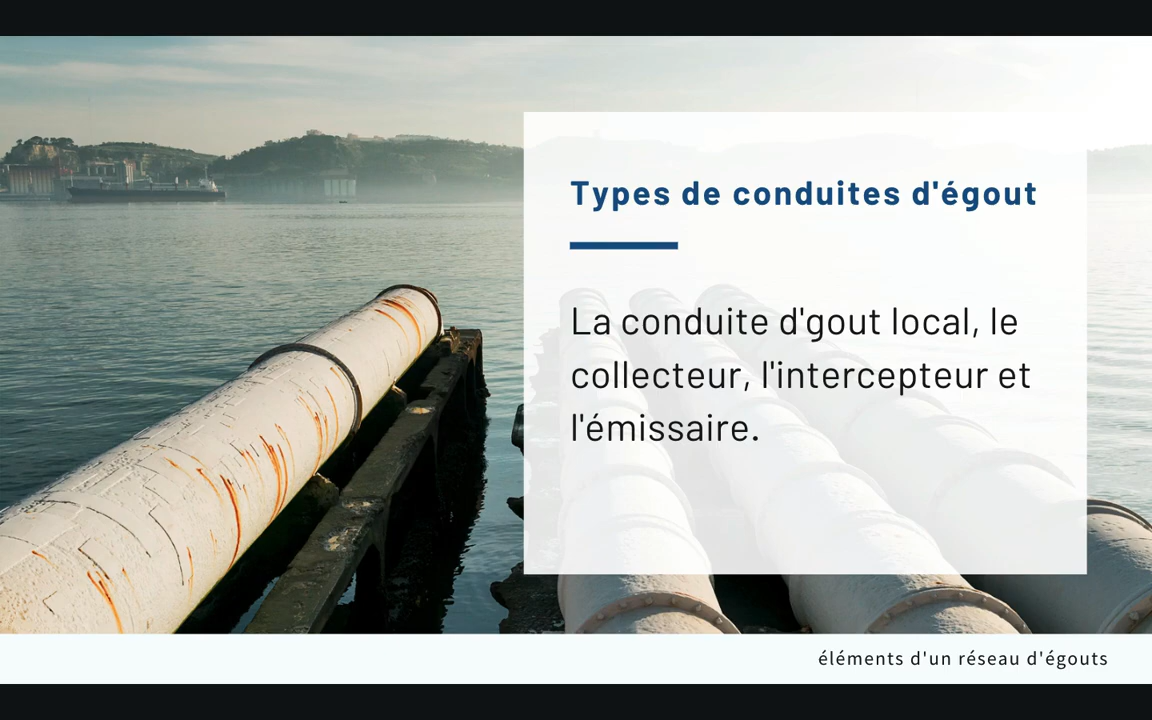 Types de conduites d'égout
La conduite d'gout local, le
collecteur, l'intercepteur et
l'émissaire.
éléments d'un réseau d'égouts